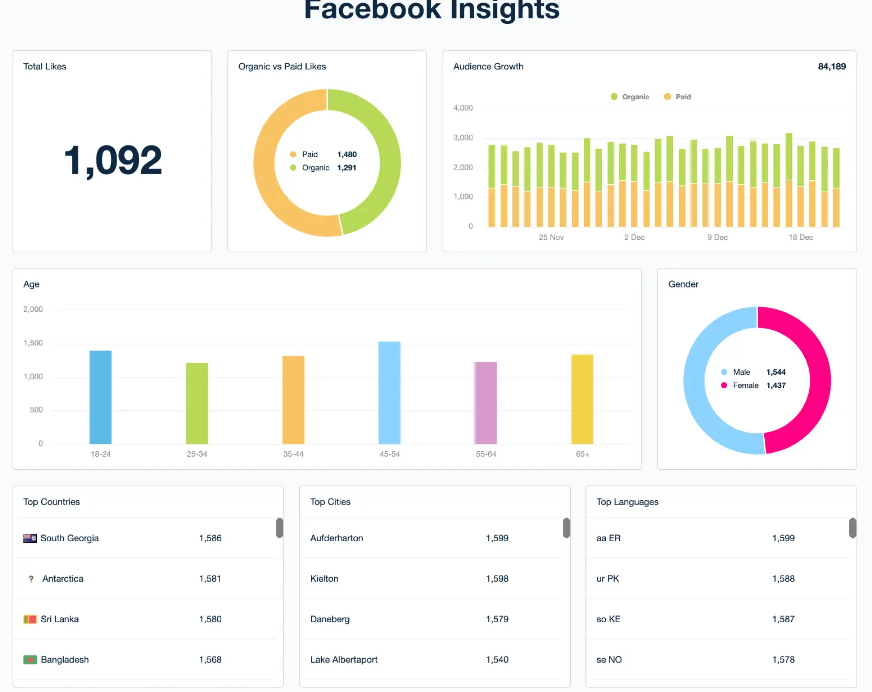 Facebook Insights
Total Likes
1,092
Organic vs Paid Likes
Paid 1,480
Organic 1,291
Audience Growth 84,189
Organic Paid
4,000
3,000
2,000
1,000
0
25 Nov 2 Dec 9 Dec 16 Dec
Age
2,000
1,500
1,000
500
0
18-24 25-34 35-44 45-54 55-64 65+
Gender
Male 1,544
Female 1,437
Top Countries
South Georgia 1,586
? Antarctica 1,581
Sri Lanka 1,580
Bangladesh 1,568
Top Cities
Aufderharton 1,599
Kielton 1,598
Daneberg 1,579
Lake Albertaport 1,540
Top Languages
aa ER 1,599
ur PK 1,588
so KE 1,587
se NO 1,578